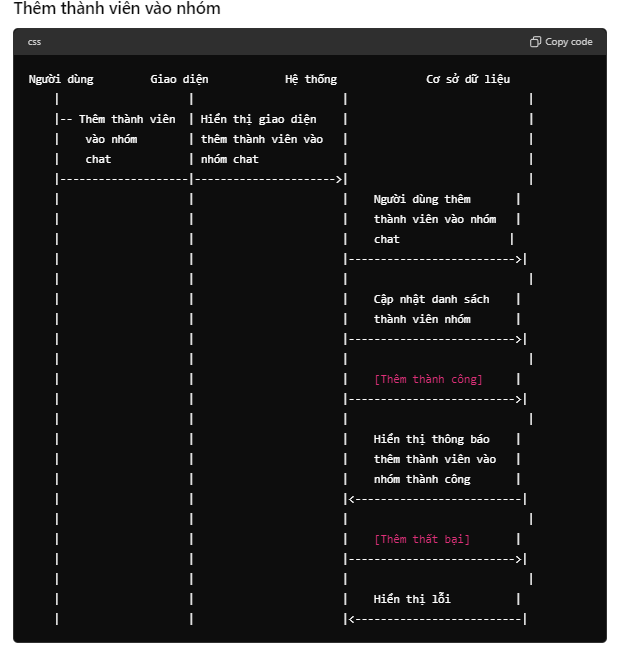 Thêm thành viên vào nhóm
css Copy code
Người dùng Giao diện Hệ thống Cơ sở dữ liệu
| | | |
|-- Thêm thành viên | Hiển thị giao diện | |
| vào nhóm | thêm thành viên vào | |
| chat | nhóm chat | |
|--------------------|---------------------->| |
| | | Người dùng thêm |
| | | thành viên vào nhóm |
| | | chat |
| | |-------------------------->|
| | | |
| | | Cập nhật danh sách |
| | | thành viên nhóm |
| | |-------------------------->|
| | | |
| | | [Thêm thành công] |
| | |-------------------------->|
| | | |
| | | Hiển thị thông báo |
| | | thêm thành viên vào |
| | | nhóm thành công |
| | |<--------------------------|
| | | |
| | | [Thêm thất bại] |
| | |-------------------------->|
| | | |
| | | Hiển thị lỗi |
| | |<--------------------------|